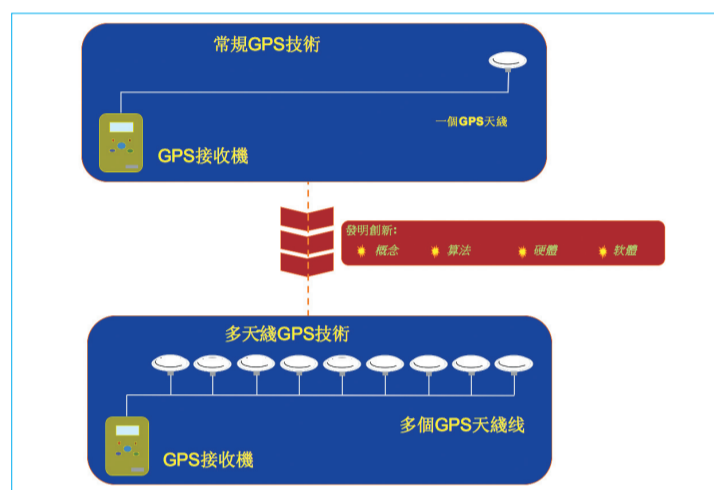 常規GPS技術
一個GPS天綫
GPS接收機
發明創新:
概念 算法 硬體 软體
多天綫GPS技術
多個GPS天綫线
GPS接收機